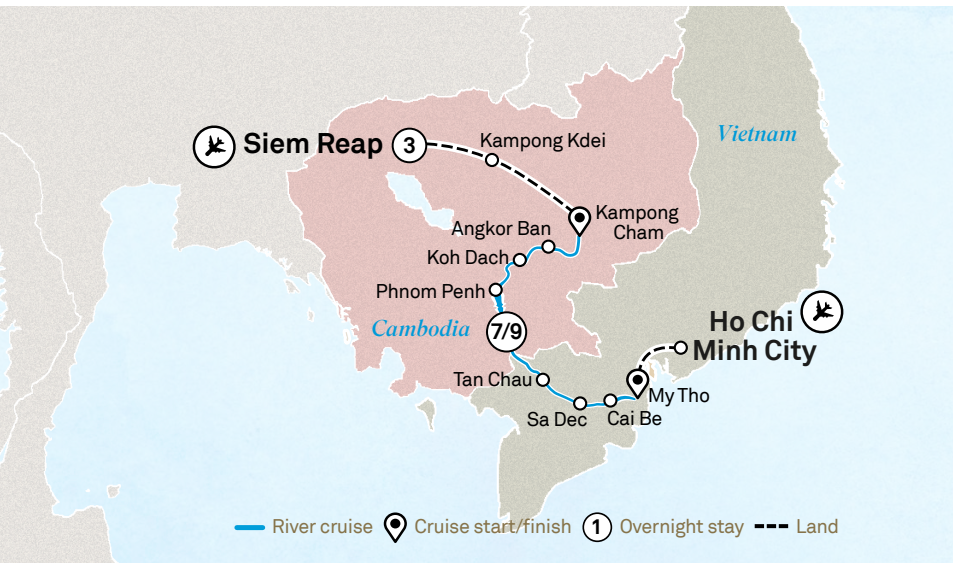 Vietnam
Kampong Kdei
Siem Reap
3
Kampong
Cham
Angkor Ban
Koh Dach
Phnom Penh
Cambodia
7/9
Ho Chi
Minh City
Tan Chau
My Tho
Sa Dec
Cai Be
River cruise
Cruise start/finish
1
Overnight stay
Land